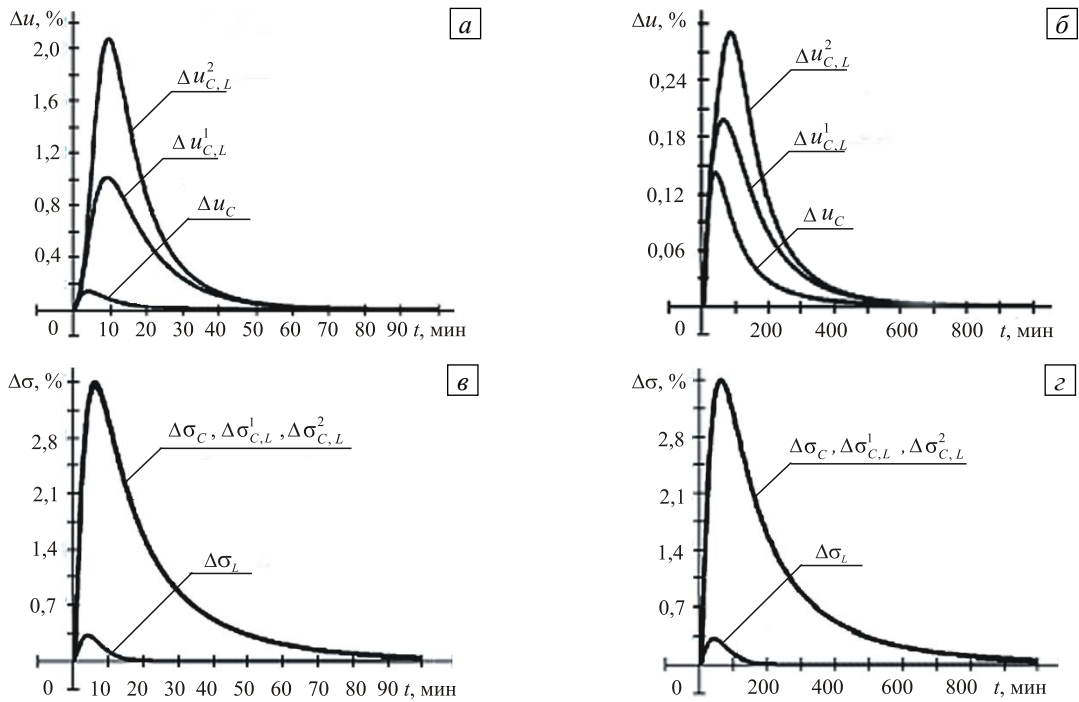 Δu, %
а
2,0
1,6
1,2
0,8
0,4
0
Δu²C, L
Δu¹C, L
ΔuC
10 20 30 40 50 60 70 80 90 t, мин
Δu, %
б
0,24
0,18
0,12
0,06
0
Δu²C, L
Δu¹C, L
ΔuC
200 400 600 800 t, мин
Δσ, %
в
2,8
2,1
1,4
0,7
0
ΔσC, Δσ¹C, L, Δσ²C, L
ΔσL
10 20 30 40 50 60 70 80 90 t, мин
Δσ, %
г
2,8
2,1
1,4
0,7
0
ΔσC, Δσ¹C, L, Δσ²C, L
ΔσL
200 400 600 800 t, мин